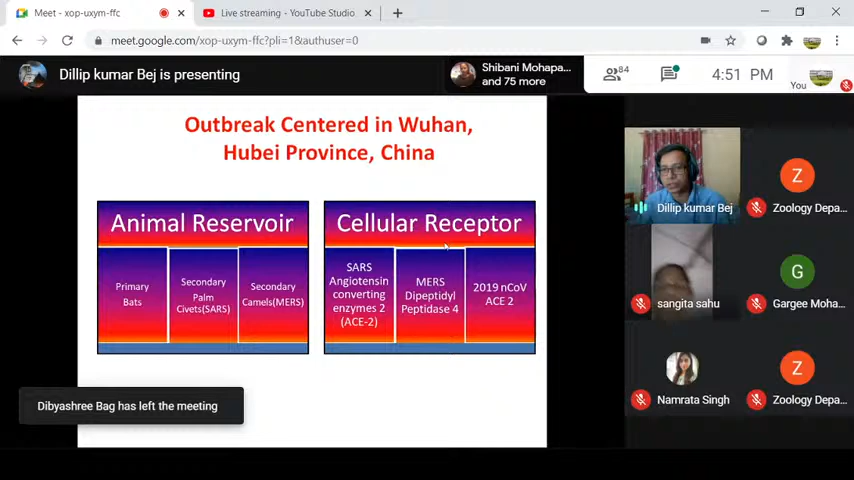 Meet - xop-uxym-ffc
Live streaming - YouTube Studio
meet.google.com/xop-uxym-ffc?pli=1&authuser=0
Dillip kumar Bej is presenting
Shibani Mohapa...
and 75 more
84
4:51 PM
You
Outbreak Centered in Wuhan,
Hubei Province, China
Animal Reservoir
Primary
Bats
Secondary
Palm
Civets(SARS)
Secondary
Camels(MERS)
Cellular Receptor
SARS
Angiotensin
converting
enzymes 2
(ACE-2)
MERS
Dipeptidyl
Peptidase 4
2019 nCoV
ACE 2
Dillip kumar Bej
Z
Zoology Depa...
sangita sahu
G
Gargee Moha...
Namrata Singh
Z
Zoology Depa...
Dibyashree Bag has left the meeting